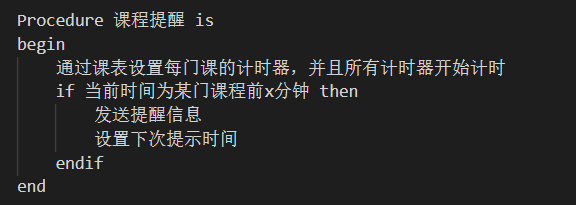 Procedure 课程提醒 is
begin
通过课表设置每门课的计时器，并且所有计时器开始计时
if 当前时间为某门课程前x分钟 then
发送提醒信息
设置下次提示时间
endif
end